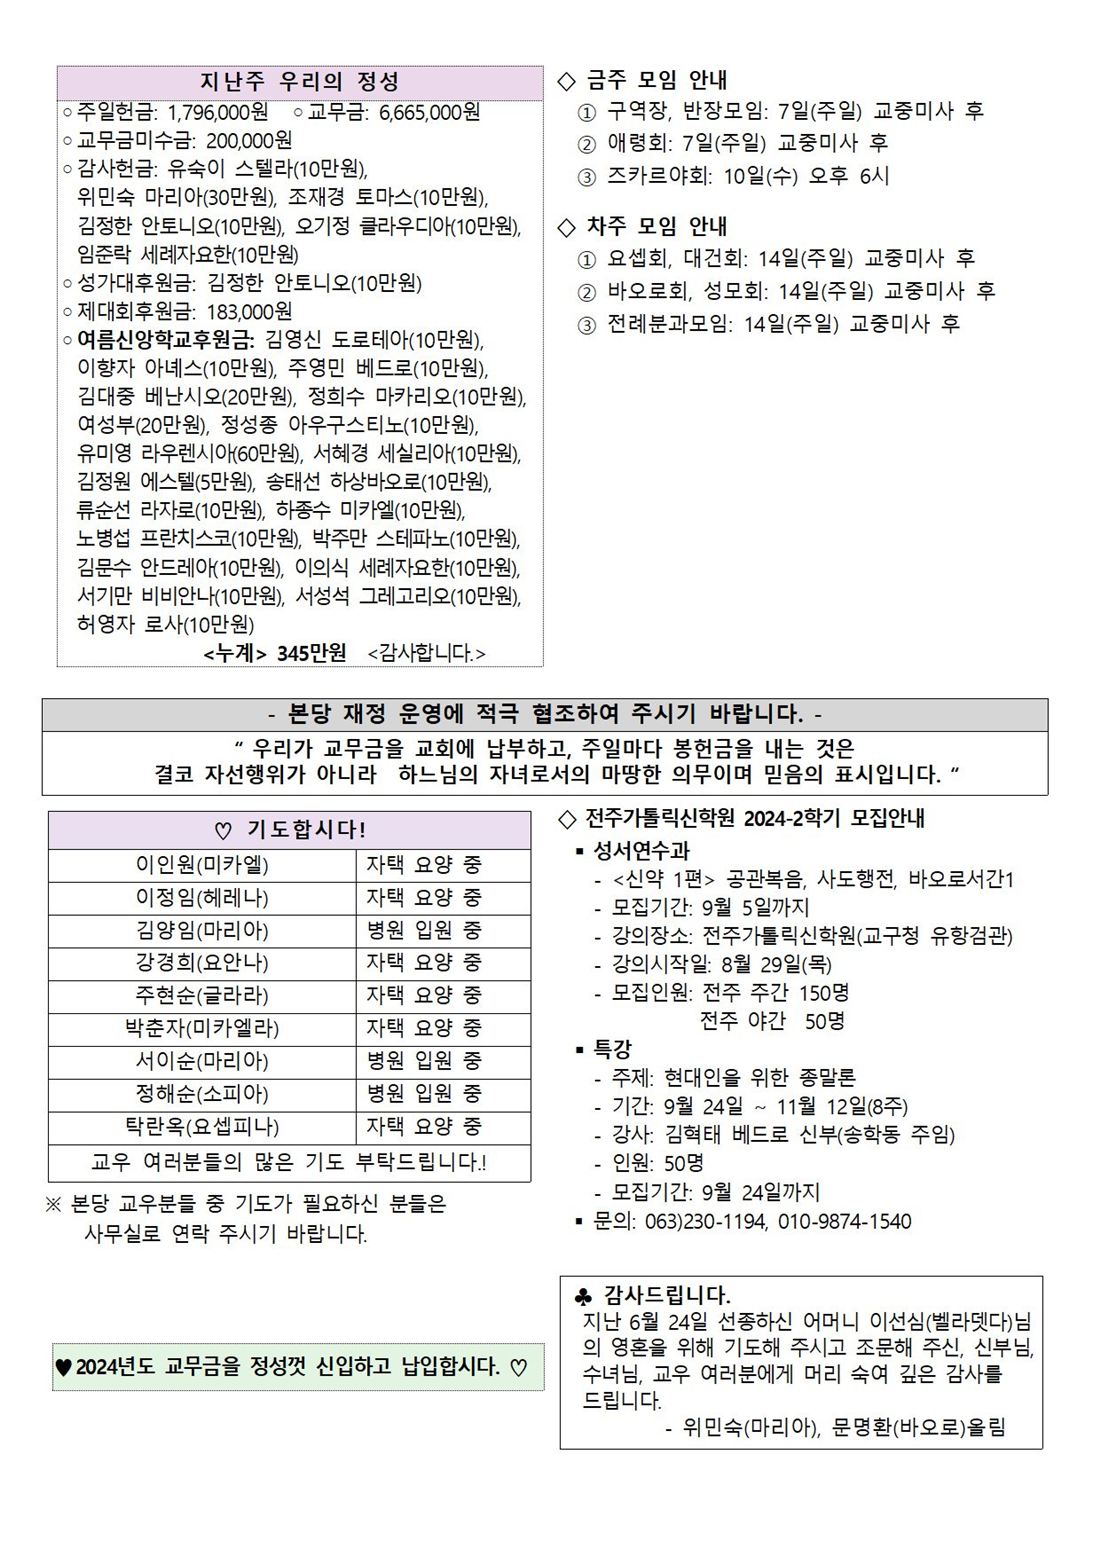 지난주 우리의 정성
○ 주일헌금: 1,796,000원 ○ 교무금: 6,665,000원
○ 교무금미수금: 200,000원
○ 감사헌금: 유숙이 스텔라(10만원),
위민숙 마리아(30만원), 조재경 토마스(10만원),
김정한 안토니오(10만원), 오기정 클라우디아(10만원),
임준락 세례자요한(10만원)
○ 성가대후원금: 김정한 안토니오(10만원)
○ 제대회후원금: 183,000원
○ 여름신앙학교후원금: 김영신 도로테아(10만원),
이향자 아녜스(10만원), 주영민 베드로(10만원),
김대중 베난시오(20만원), 정희수 마카리오(10만원),
여성부(20만원), 정성종 아우구스티노(10만원),
유미영 라우렌시아(60만원), 서혜경 세실리아(10만원),
김정원 에스텔(5만원), 송태선 하상바오로(10만원),
류순선 라자로(10만원), 하종수 미카엘(10만원),
노병섭 프란치스코(10만원), 박주만 스테파노(10만원),
김문수 안드레아(10만원), 이의식 세례자요한(10만원),
서기만 비비안나(10만원), 서성석 그레고리오(10만원),
허영자 로사(10만원)
<누계> 345만원 <감사합니다.>
◇ 금주 모임 안내
① 구역장, 반장모임: 7일(주일) 교중미사 후
② 애령회: 7일(주일) 교중미사 후
③ 즈카르야회: 10일(수) 오후 6시
◇ 차주 모임 안내
① 요셉회, 대건회: 14일(주일) 교중미사 후
② 바오로회, 성모회: 14일(주일) 교중미사 후
③ 전례분과모임: 14일(주일) 교중미사 후
- 본당 재정 운영에 적극 협조하여 주시기 바랍니다. -
“ 우리가 교무금을 교회에 납부하고, 주일마다 봉헌금을 내는 것은
결코 자선행위가 아니라 하느님의 자녀로서의 마땅한 의무이며 믿음의 표시입니다. “
♡ 기도합시다!
이인원(미카엘) 자택 요양 중
이정임(헤레나) 자택 요양 중
김양임(마리아) 병원 입원 중
강경희(요안나) 자택 요양 중
주현순(글라라) 자택 요양 중
박춘자(미카엘라) 자택 요양 중
서이순(마리아) 병원 입원 중
정해순(소피아) 병원 입원 중
탁란옥(요셉피나) 자택 요양 중
교우 여러분들의 많은 기도 부탁드립니다.!
※ 본당 교우분들 중 기도가 필요하신 분들은
사무실로 연락 주시기 바랍니다.
♥2024년도 교무금을 정성껏 신입하고 납입합시다. ♡
◇ 전주가톨릭신학원 2024-2학기 모집안내
▪ 성서연수과
- <신약 1편> 공관복음, 사도행전, 바오로서간1
- 모집기간: 9월 5일까지
- 강의장소: 전주가톨릭신학원(교구청 유항검관)
- 강의시작일: 8월 29일(목)
- 모집인원: 전주 주간 150명
전주 야간 50명
▪ 특강
- 주제: 현대인을 위한 종말론
- 기간: 9월 24일 ~ 11월 12일(8주)
- 강사: 김혁태 베드로 신부(송학동 주임)
- 인원: 50명
- 모집기간: 9월 24일까지
▪ 문의: 063)230-1194, 010-9874-1540
♣ 감사드립니다.
지난 6월 24일 선종하신 어머니 이선심(벨라뎃다)님
의 영혼을 위해 기도해 주시고 조문해 주신, 신부님,
수녀님, 교우 여러분에게 머리 숙여 깊은 감사를
드립니다.
- 위민숙(마리아), 문명환(바오로)올림